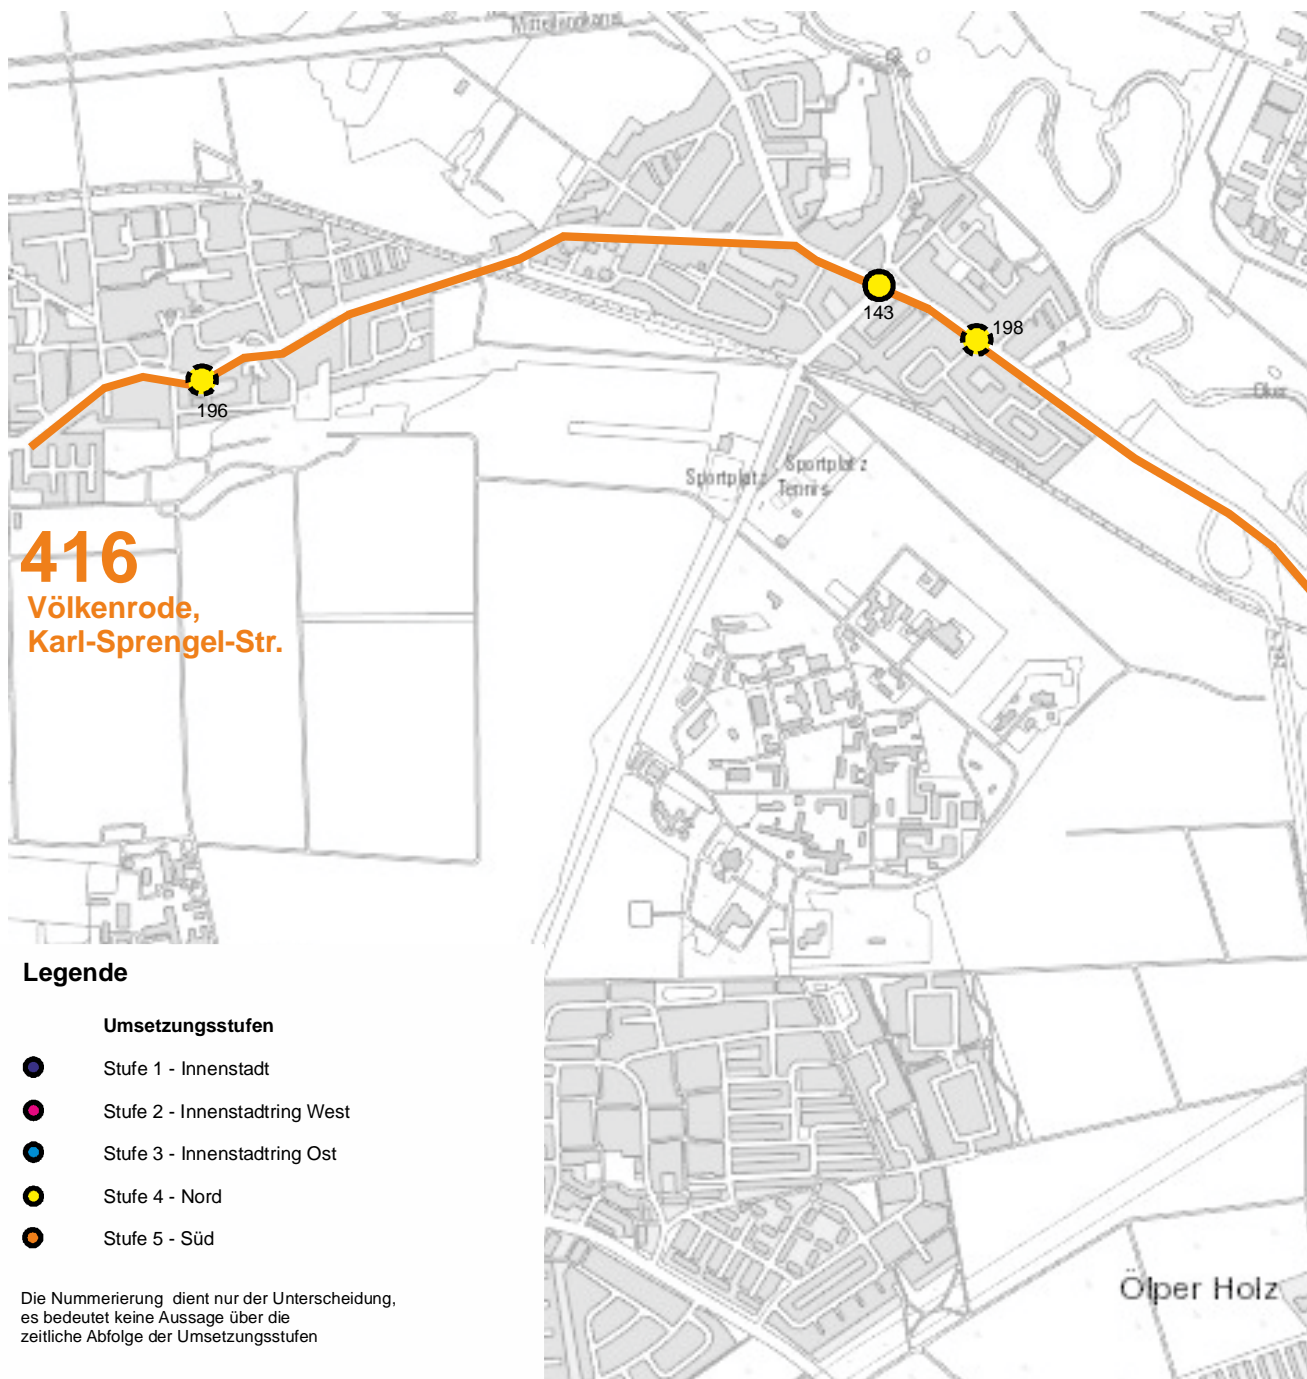 Mittellandkanal
143
198
196
Oker
Sportplatz
Sportplatz
Tennis
416
Völkenrode,
Karl-Sprengel-Str.
Legende
Umsetzungsstufen
Stufe 1 - Innenstadt
Stufe 2 - Innenstadtring West
Stufe 3 - Innenstadtring Ost
Stufe 4 - Nord
Stufe 5 - Süd
Die Nummerierung dient nur der Unterscheidung,
es bedeutet keine Aussage über die
zeitliche Abfolge der Umsetzungsstufen
Ölper Holz